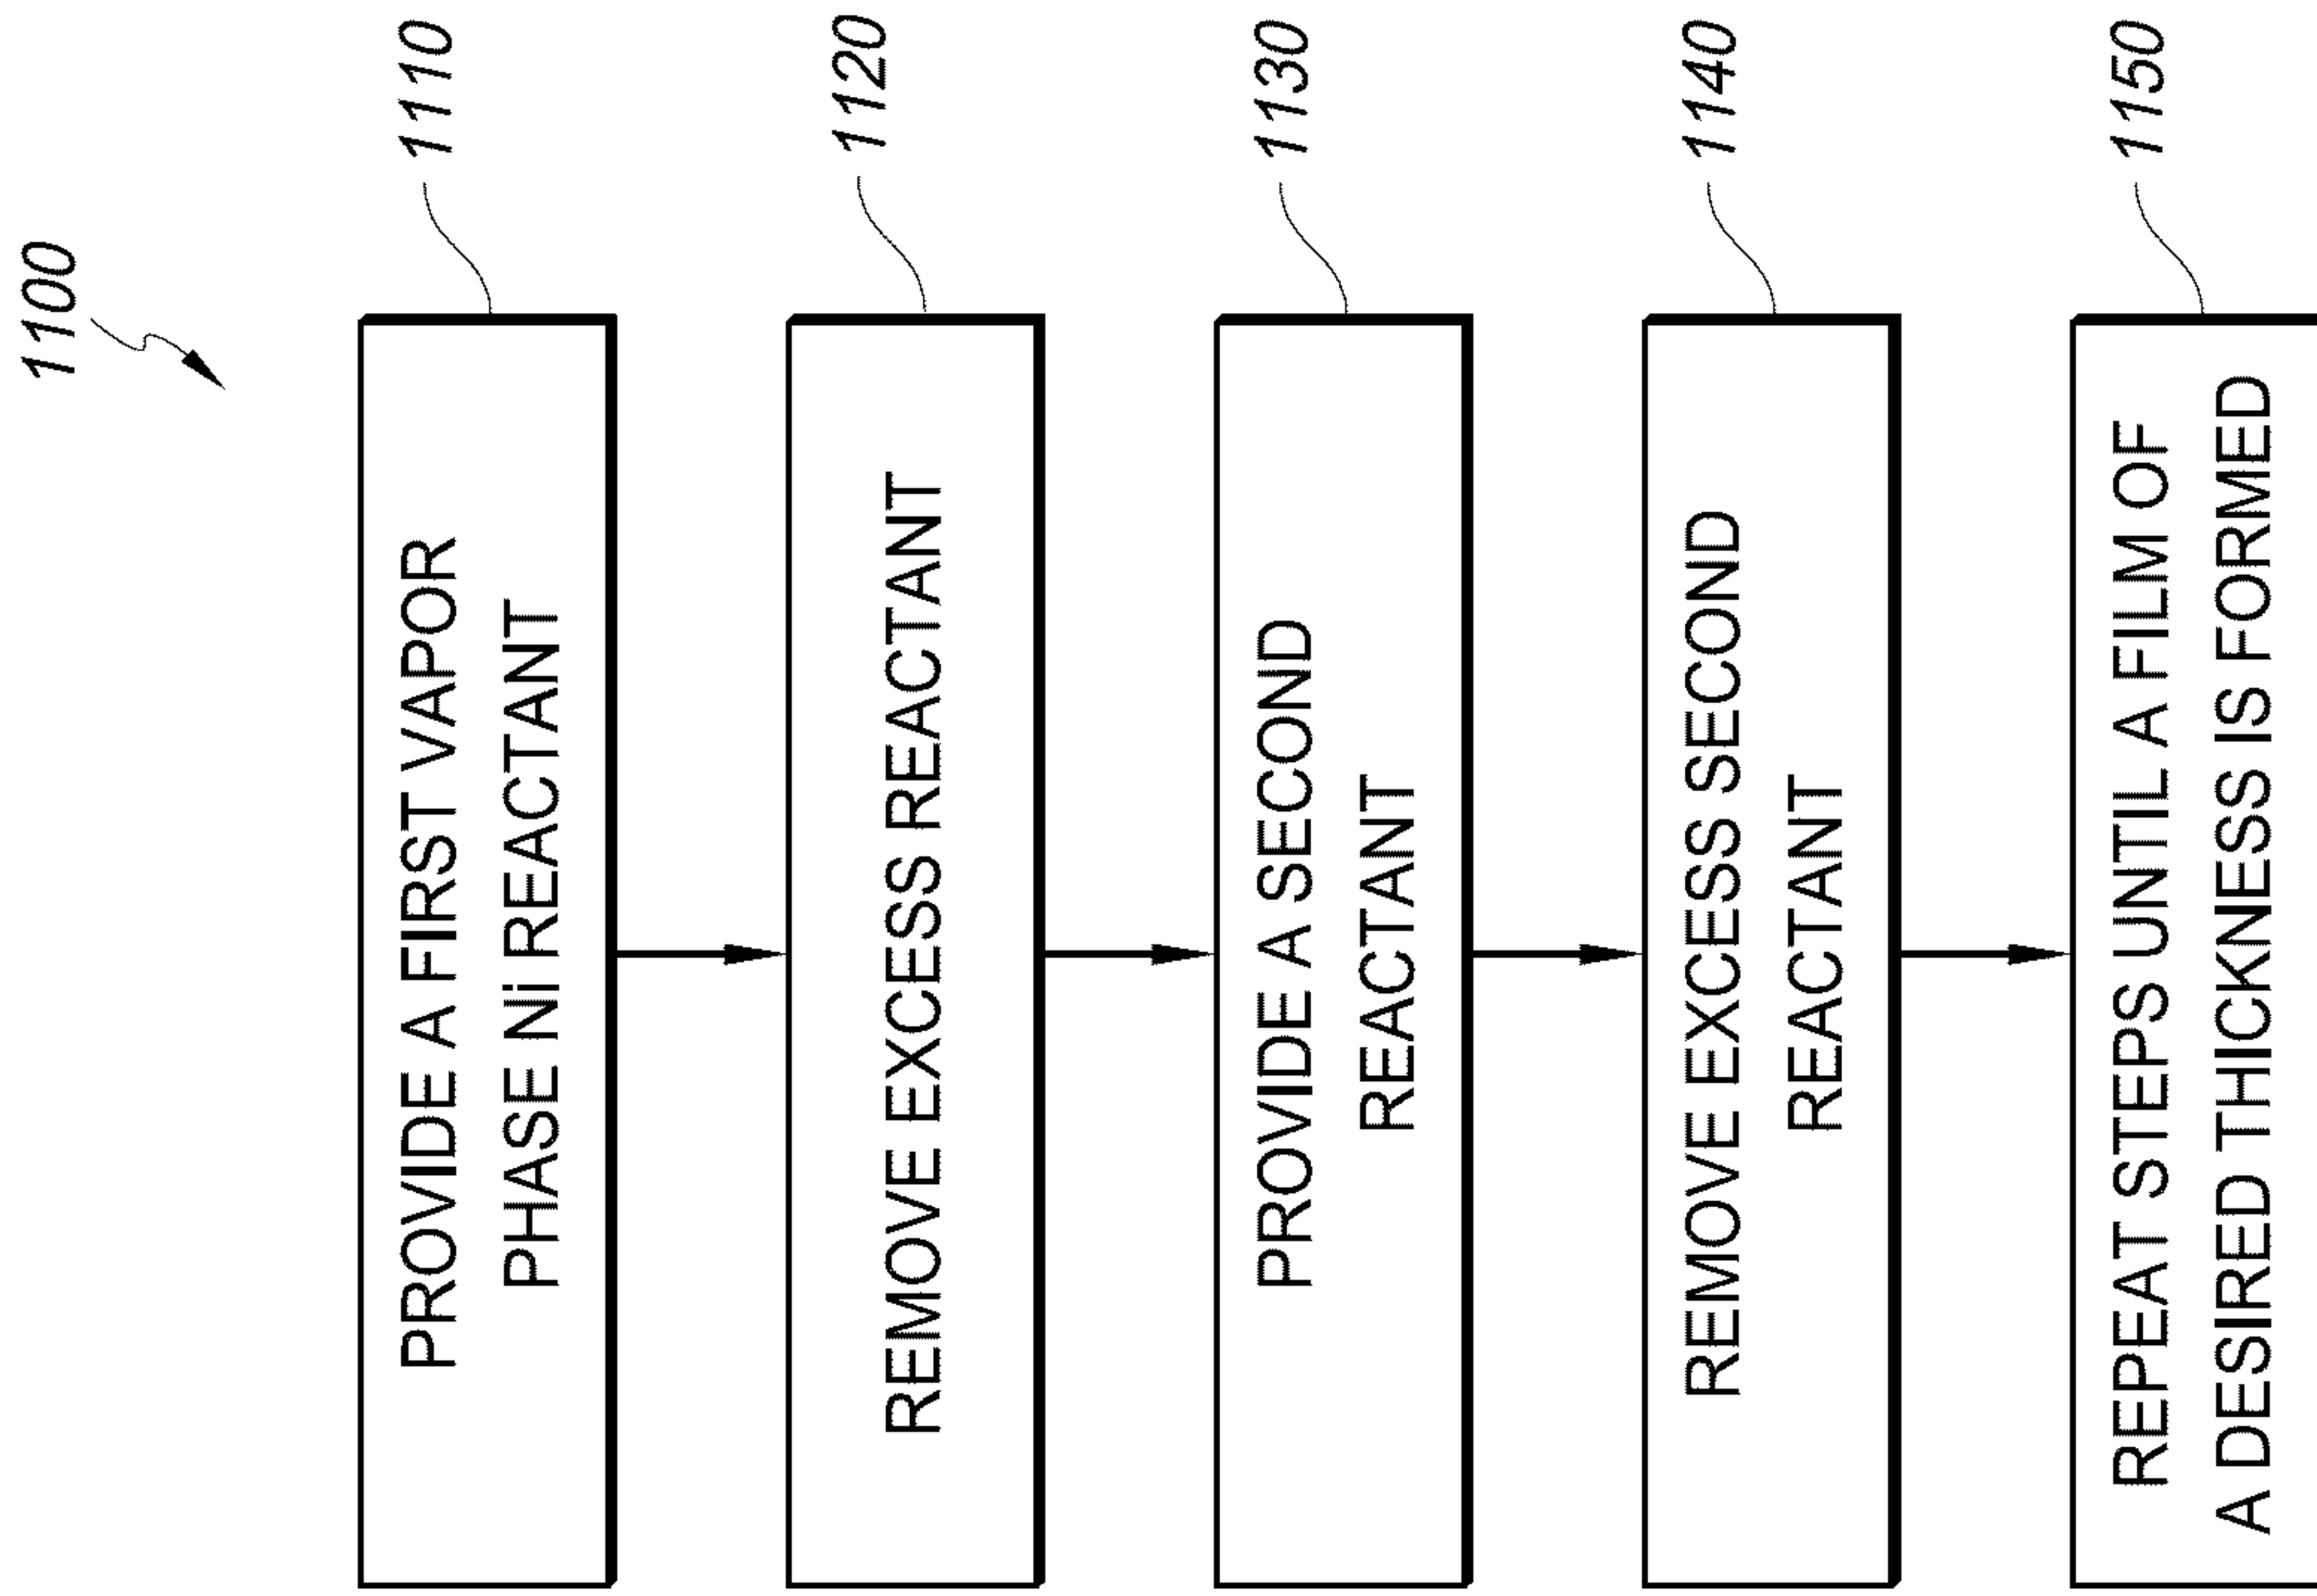 1100
PROVIDE A FIRST VAPOR
PHASE Ni REACTANT
1110
REMOVE EXCESS REACTANT
1120
PROVIDE A SECOND
REACTANT
1130
REMOVE EXCESS SECOND
REACTANT
1140
REPEAT STEPS UNTIL A FILM OF
A DESIRED THICKNESS IS FORMED
1150